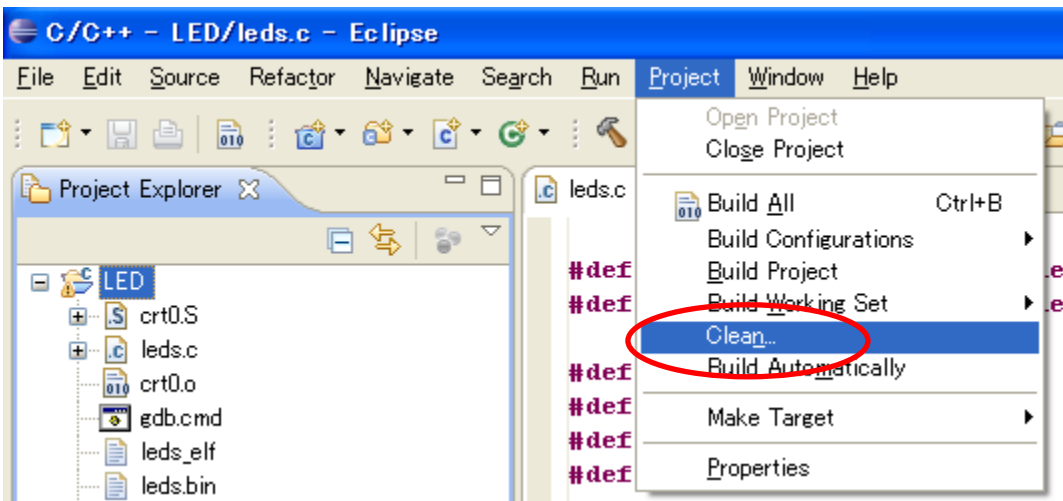 C/C++ - LED/leds.c - Eclipse
File Edit Source Refactor Navigate Search Run Project Window Help
Open Project
Close Project
Build All Ctrl+B
Build Configurations
Build Project
Build Working Set
Clean...
Build Automatically
Make Target
Properties
Project Explorer
LED
crt0.S
leds.c
crt0.o
gdb.cmd
leds_elf
leds.bin
leds.c
#def
#def
#def
#def
#def
#def